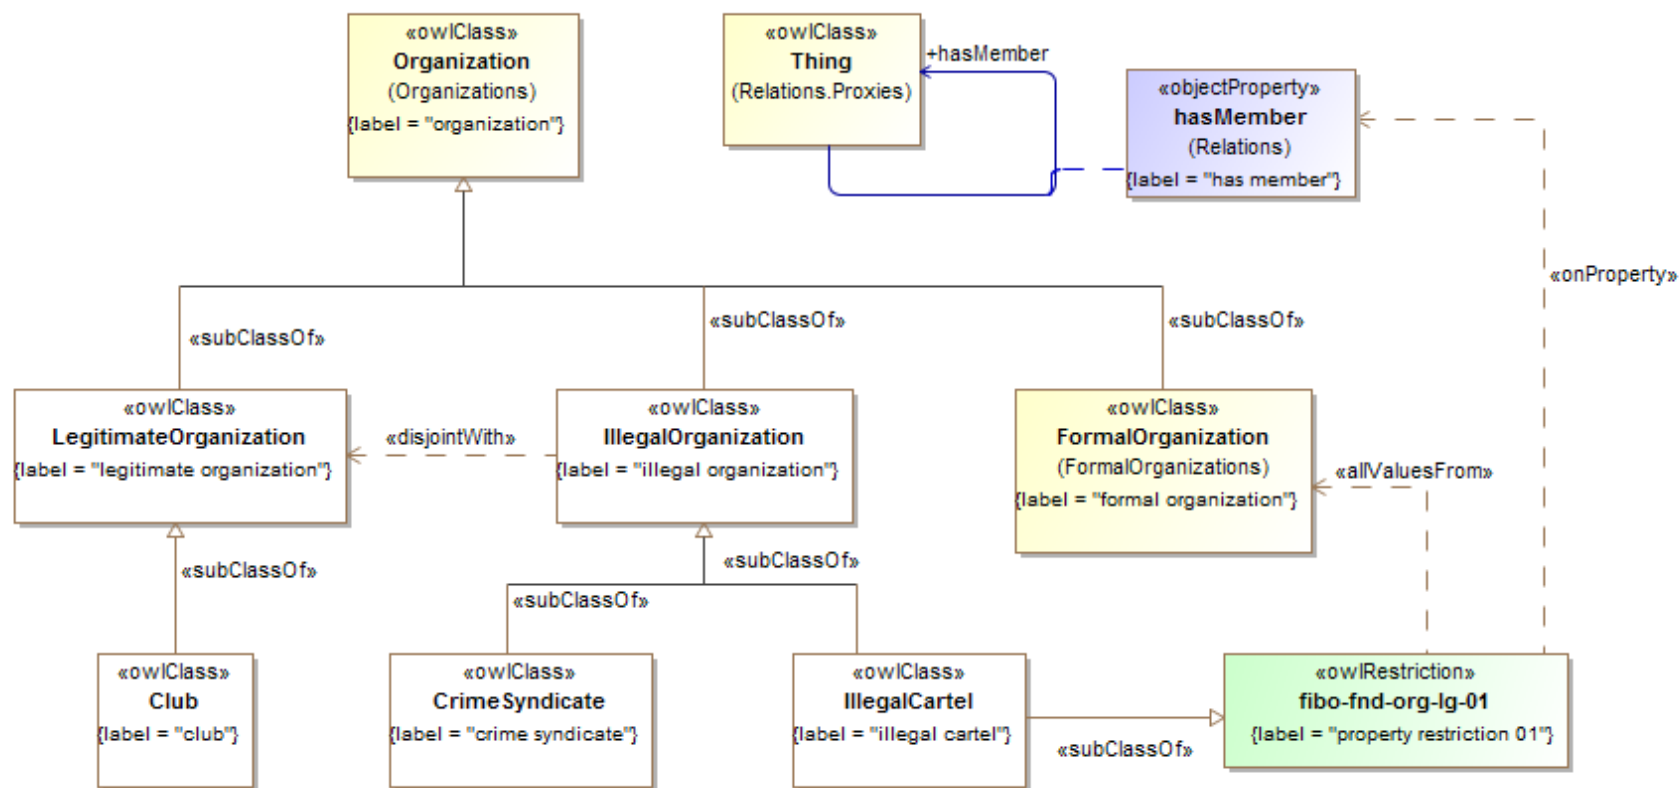 «owlClass»
Organization
(Organizations)
{label = "organization"}
«owlClass»
Thing
(Relations.Proxies)
+hasMember
«objectProperty»
hasMember
(Relations)
{label = "has member"}
«onProperty»
«subClassOf»
«subClassOf»
«subClassOf»
«owlClass»
LegitimateOrganization
{label = "legitimate organization"}
«disjointWith»
«owlClass»
IllegalOrganization
{label = "illegal organization"}
«owlClass»
FormalOrganization
(FormalOrganizations)
{label = "formal organization"}
«allValuesFrom»
«subClassOf»
«subClassOf»
«subClassOf»
«owlClass»
Club
{label = "club"}
«owlClass»
CrimeSyndicate
{label = "crime syndicate"}
«owlClass»
IllegalCartel
{label = "illegal cartel"}
«subClassOf»
«owlRestriction»
fibo-fnd-org-lg-01
{label = "property restriction 01"}